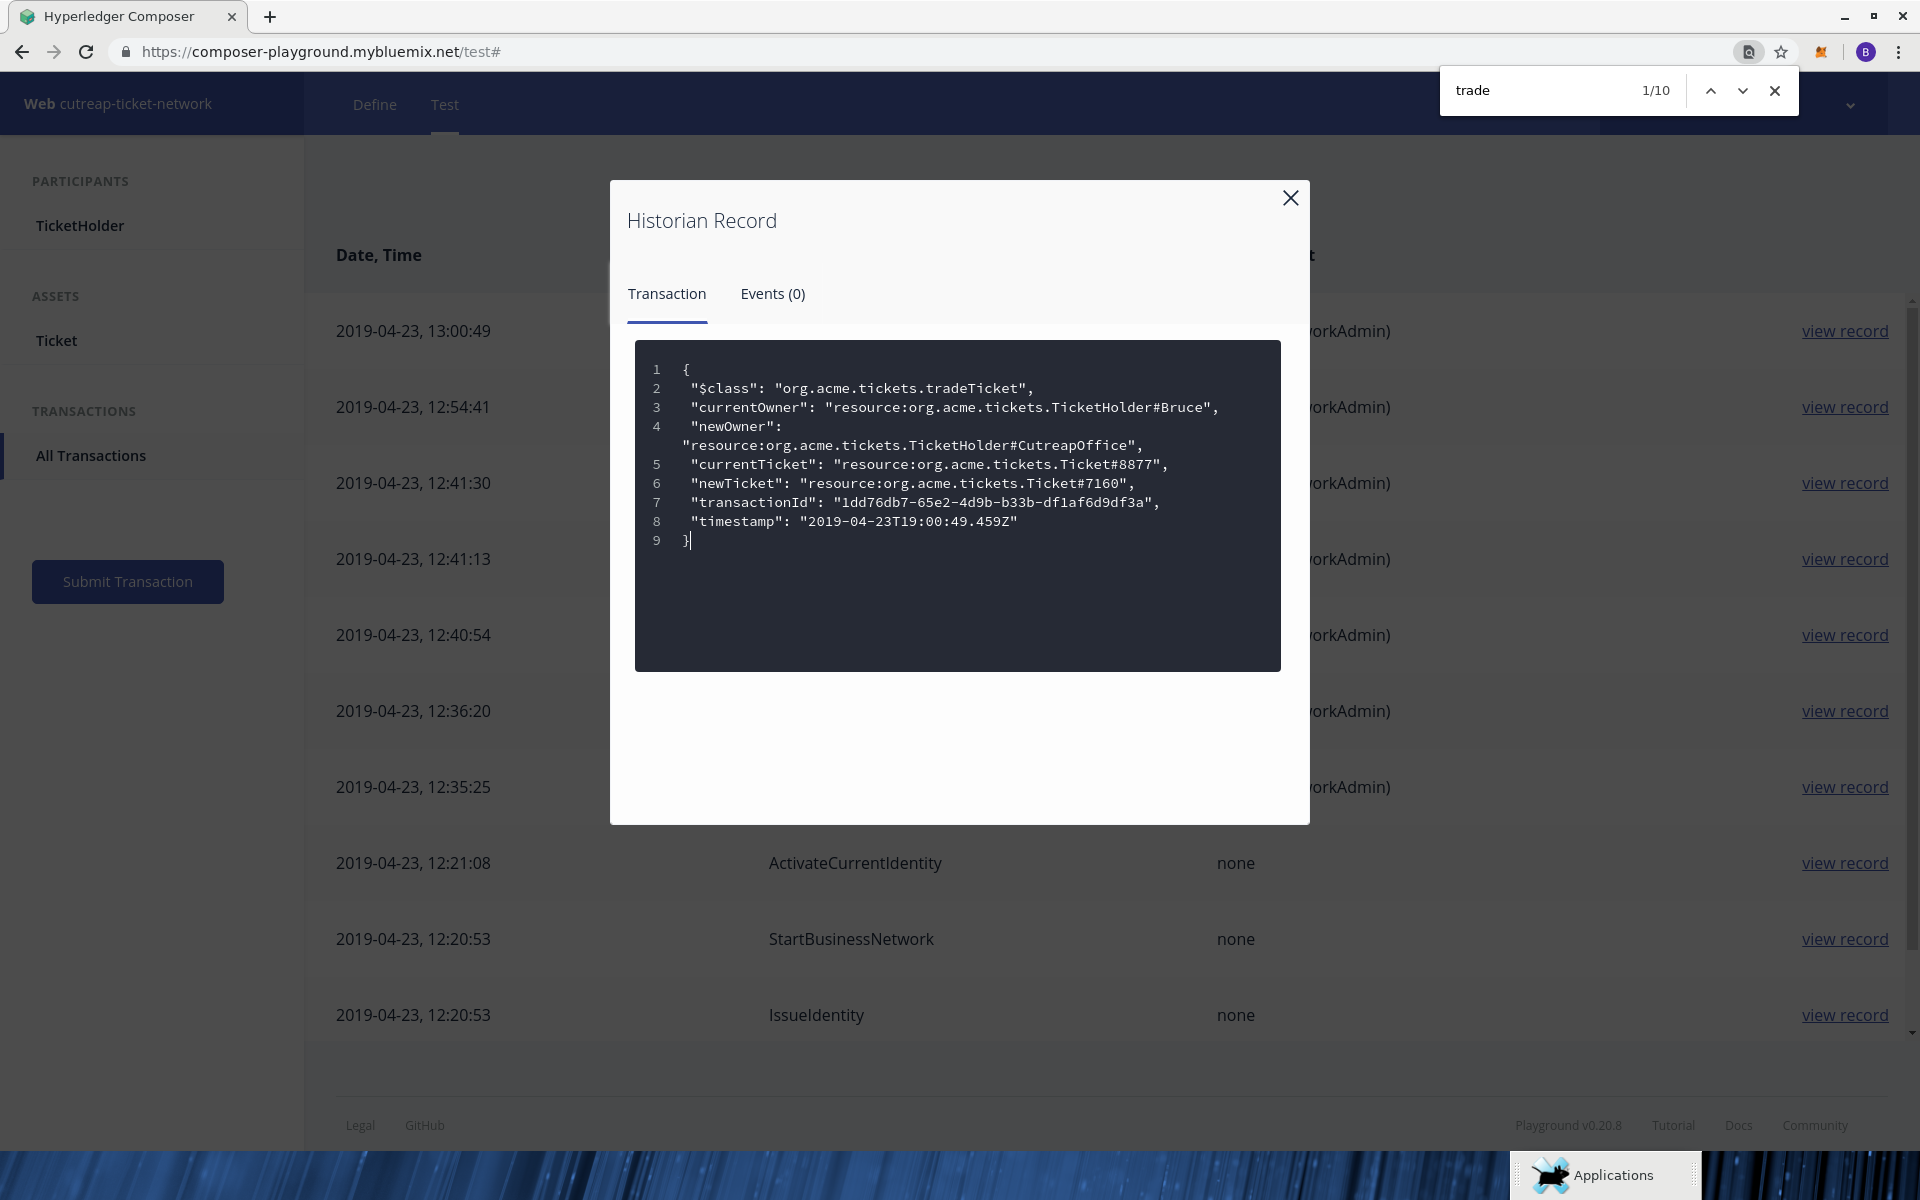 Hyperledger Composer
https://composer-playground.mybluemix.net/test#
B
trade 1/10
Web cutreap-ticket-network Define Test
PARTICIPANTS
TicketHolder
ASSETS
Ticket
TRANSACTIONS
All Transactions
Submit Transaction
Date, Time t
2019-04-23, 13:00:49 workAdmin) view record
2019-04-23, 12:54:41 workAdmin) view record
2019-04-23, 12:41:30 workAdmin) view record
2019-04-23, 12:41:13 workAdmin) view record
2019-04-23, 12:40:54 workAdmin) view record
2019-04-23, 12:36:20 workAdmin) view record
2019-04-23, 12:35:25 workAdmin) view record
2019-04-23, 12:21:08 ActivateCurrentIdentity none view record
2019-04-23, 12:20:53 StartBusinessNetwork none view record
2019-04-23, 12:20:53 IssueIdentity none view record
Historian Record
Transaction Events (0)
1 {
2 "$class": "org.acme.tickets.tradeTicket",
3 "currentOwner": "resource:org.acme.tickets.TicketHolder#Bruce",
4 "newOwner":
"resource:org.acme.tickets.TicketHolder#CutreapOffice",
5 "currentTicket": "resource:org.acme.tickets.Ticket#8877",
6 "newTicket": "resource:org.acme.tickets.Ticket#7160",
7 "transactionId": "1dd76db7-65e2-4d9b-b33b-df1af6d9df3a",
8 "timestamp": "2019-04-23T19:00:49.459Z"
9 }
Legal GitHub Playground v0.20.8 Tutorial Docs Community
Applications